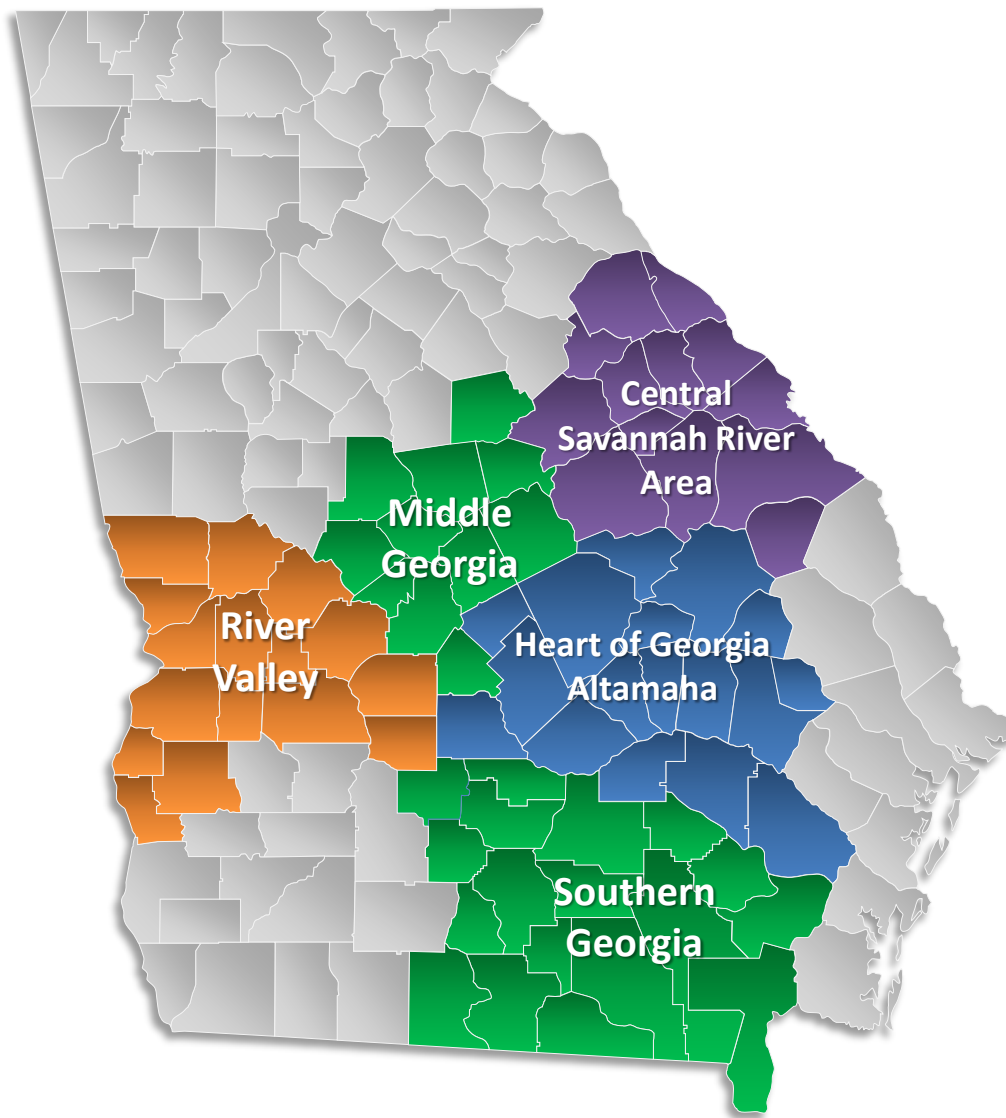 Central
Savannah River
Area
Middle
Georgia
River
Valley
Heart of Georgia
Altamaha
Southern
Georgia